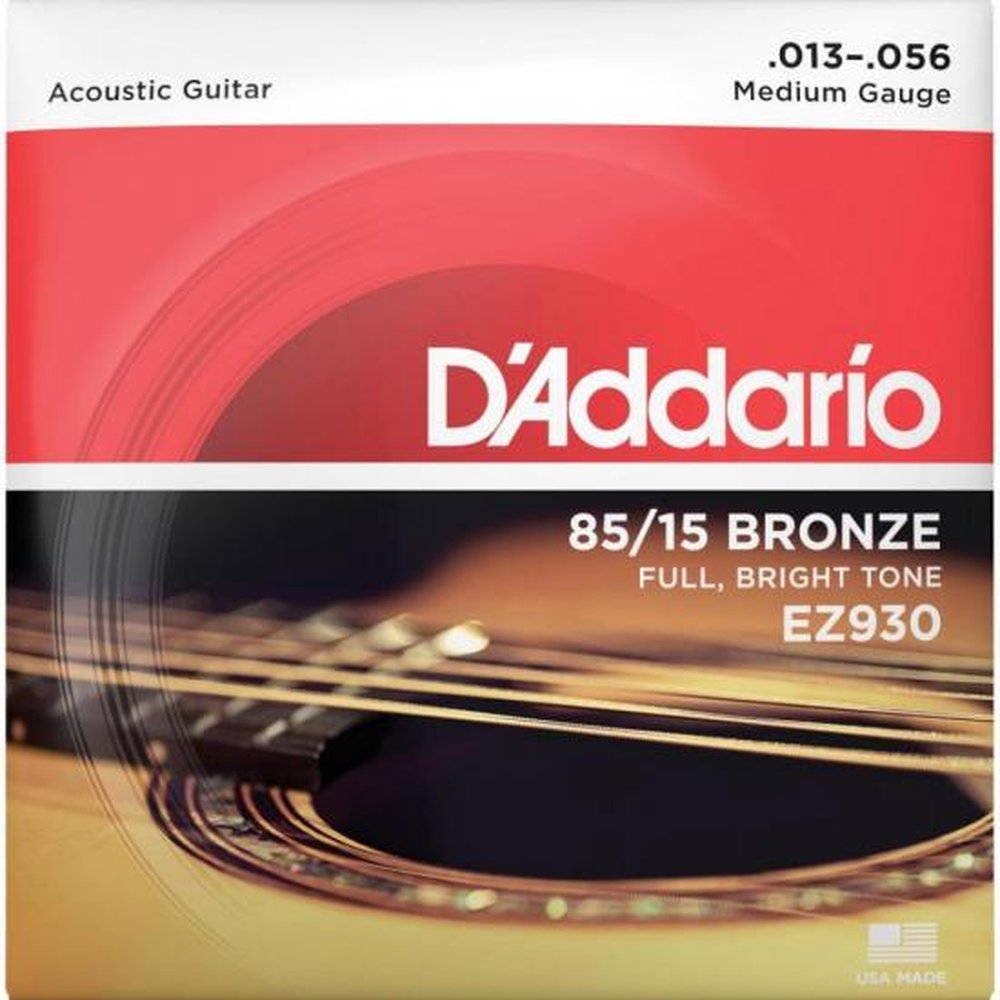 .013–.056
Acoustic Guitar
Medium Gauge
D'Addario
85/15 BRONZE
FULL, BRIGHT TONE
EZ930
USA MADE